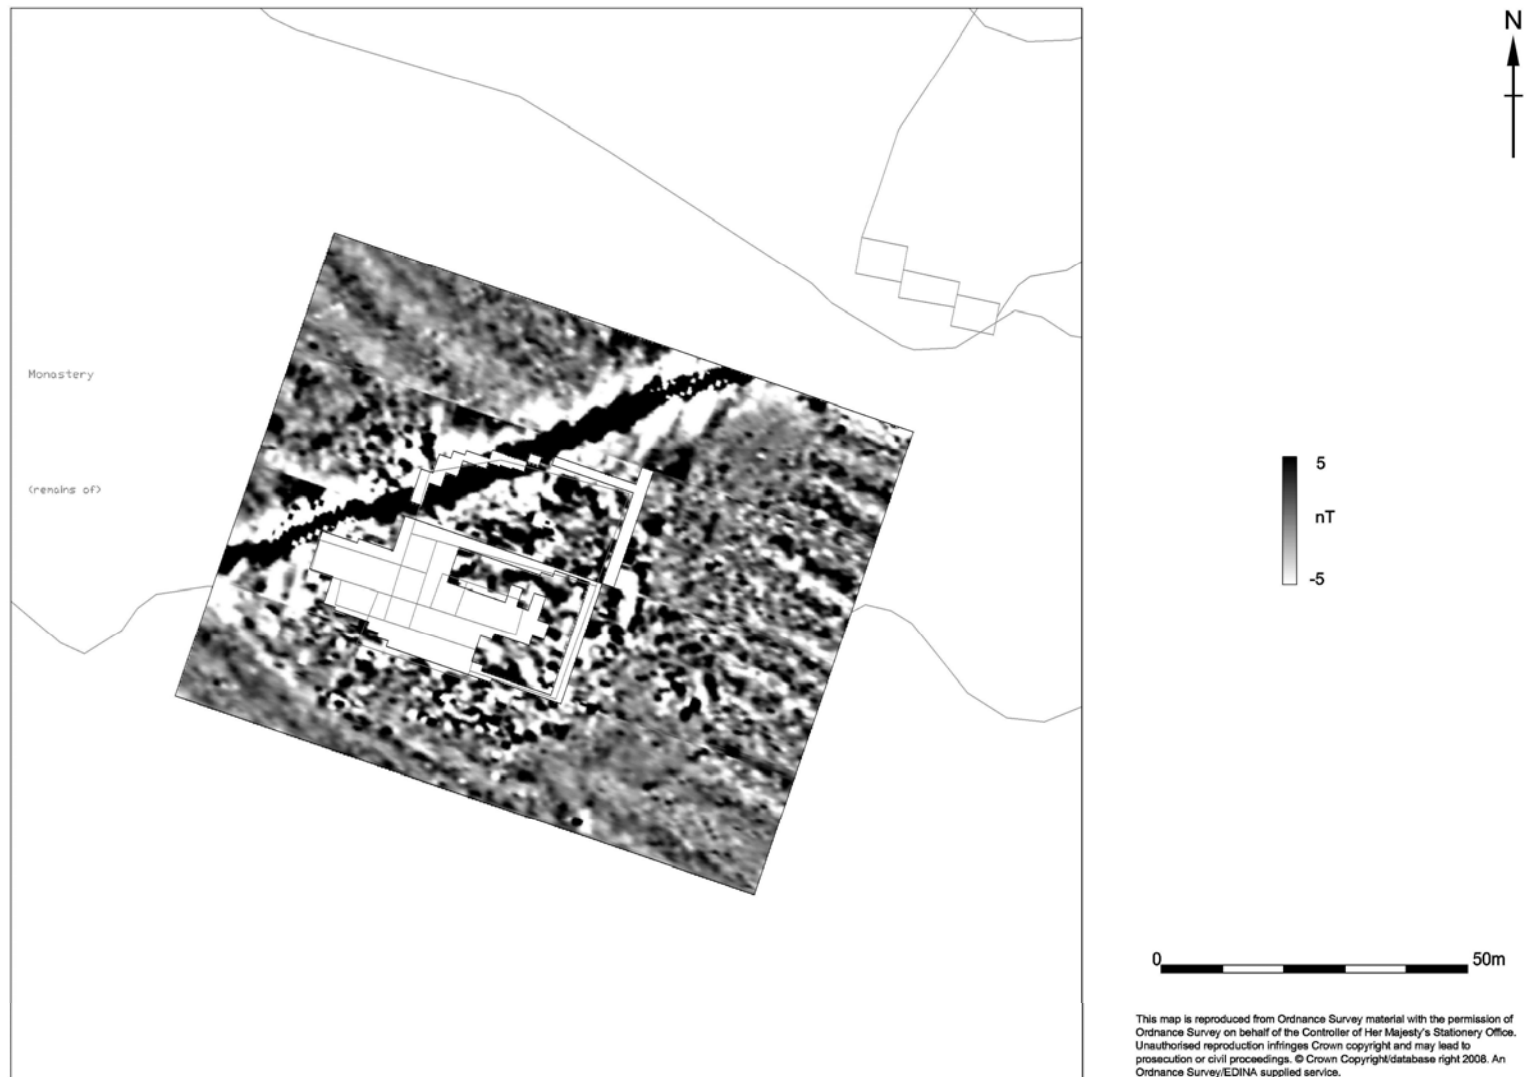 N
Monastery
(remains of)
5
nT
-5
0 50m
This map is reproduced from Ordnance Survey material with the permission of
Ordnance Survey on behalf of the Controller of Her Majesty's Stationery Office.
Unauthorised reproduction infringes Crown copyright and may lead to
prosecution or civil proceedings. © Crown Copyright/database right 2008. An
Ordnance Survey/EDINA supplied service.